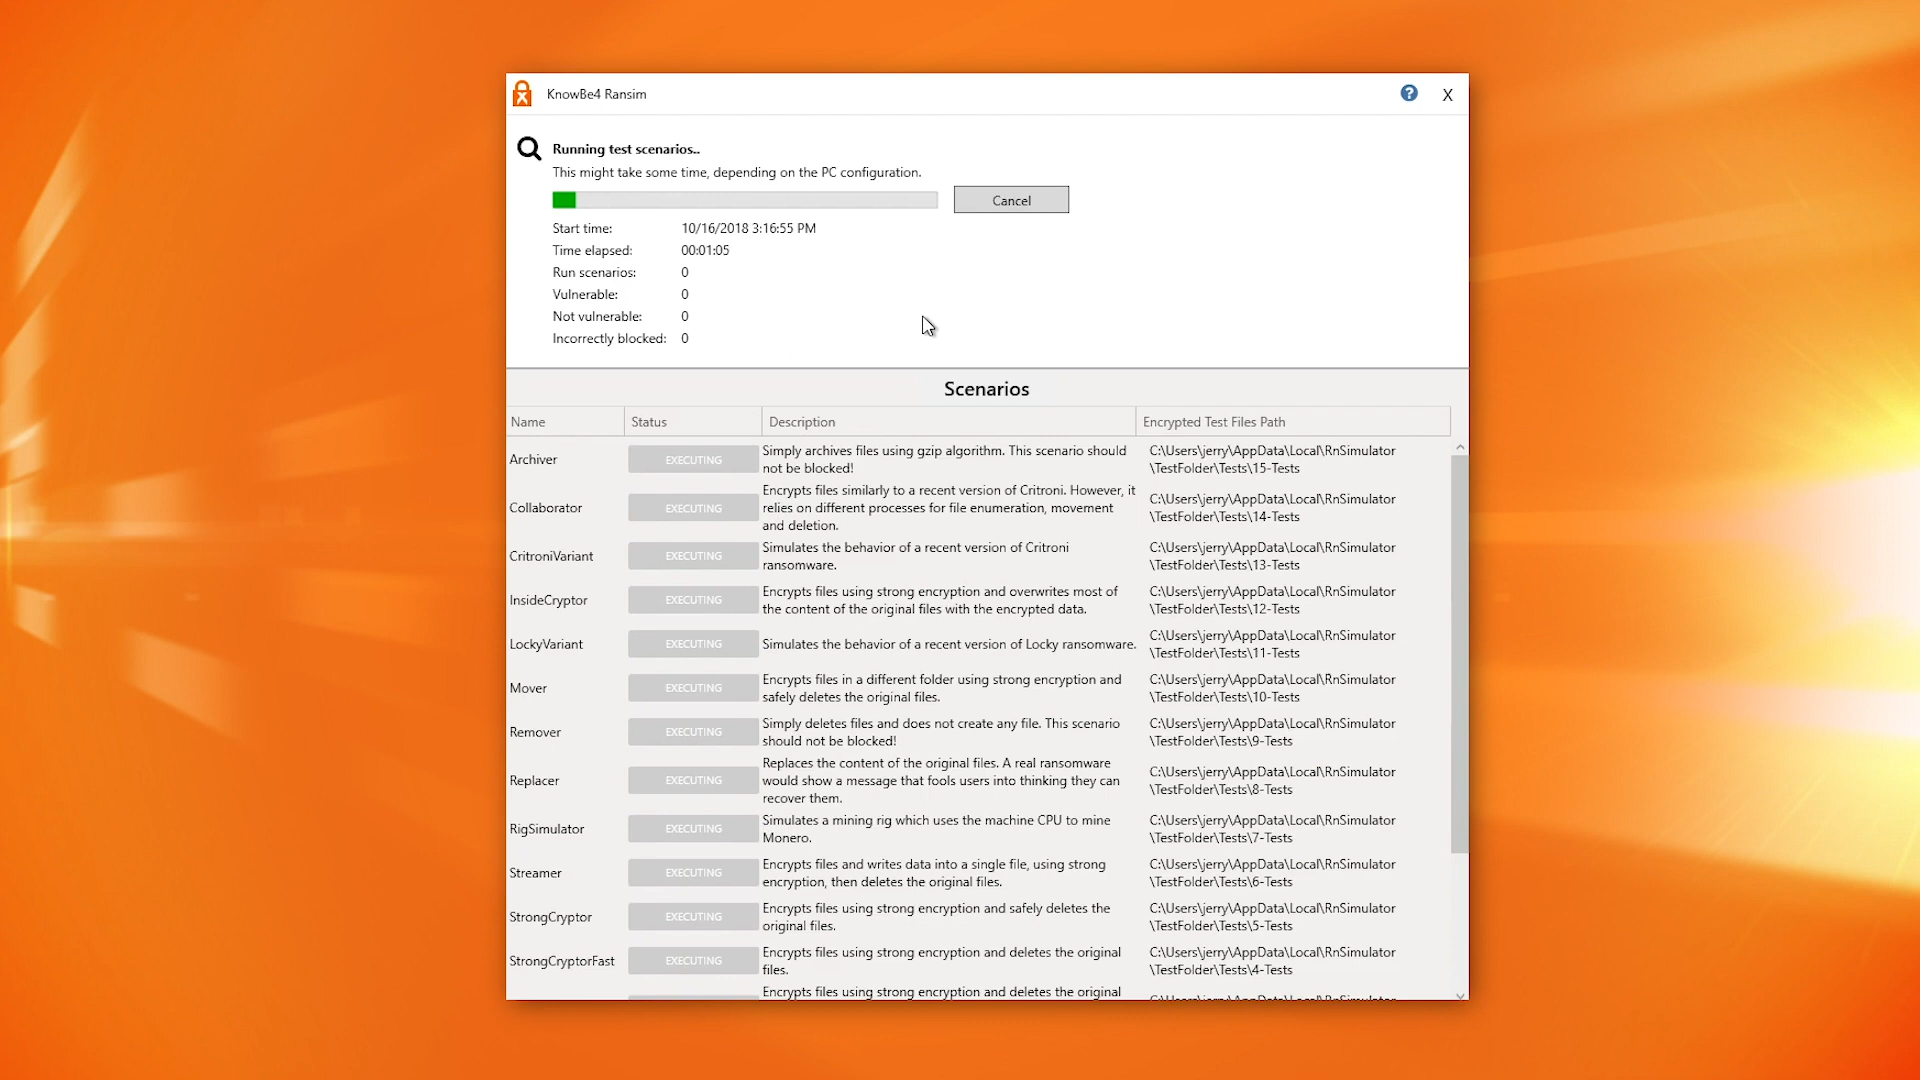 KnowBe4 Ransim
?
X
Running test scenarios..
This might take some time, depending on the PC configuration.
Cancel
Start time: 10/16/2018 3:16:55 PM
Time elapsed: 00:01:05
Run scenarios: 0
Vulnerable: 0
Not vulnerable: 0
Incorrectly blocked: 0
Scenarios
Name Status Description Encrypted Test Files Path
Archiver
EXECUTING
Simply archives files using gzip algorithm. This scenario should
not be blocked!
C:\Users\jerry\AppData\Local\RnSimulator
\TestFolder\Tests\15-Tests
Collaborator
EXECUTING
Encrypts files similarly to a recent version of Critroni. However, it
relies on different processes for file enumeration, movement
and deletion.
C:\Users\jerry\AppData\Local\RnSimulator
\TestFolder\Tests\14-Tests
CritroniVariant
EXECUTING
Simulates the behavior of a recent version of Critroni
ransomware.
C:\Users\jerry\AppData\Local\RnSimulator
\TestFolder\Tests\13-Tests
InsideCryptor
EXECUTING
Encrypts files using strong encryption and overwrites most of
the content of the original files with the encrypted data.
C:\Users\jerry\AppData\Local\RnSimulator
\TestFolder\Tests\12-Tests
LockyVariant
EXECUTING
Simulates the behavior of a recent version of Locky ransomware.
C:\Users\jerry\AppData\Local\RnSimulator
\TestFolder\Tests\11-Tests
Mover
EXECUTING
Encrypts files in a different folder using strong encryption and
safely deletes the original files.
C:\Users\jerry\AppData\Local\RnSimulator
\TestFolder\Tests\10-Tests
Remover
EXECUTING
Simply deletes files and does not create any file. This scenario
should not be blocked!
C:\Users\jerry\AppData\Local\RnSimulator
\TestFolder\Tests\9-Tests
Replacer
EXECUTING
Replaces the content of the original files. A real ransomware
would show a message that fools users into thinking they can
recover them.
C:\Users\jerry\AppData\Local\RnSimulator
\TestFolder\Tests\8-Tests
RigSimulator
EXECUTING
Simulates a mining rig which uses the machine CPU to mine
Monero.
C:\Users\jerry\AppData\Local\RnSimulator
\TestFolder\Tests\7-Tests
Streamer
EXECUTING
Encrypts files and writes data into a single file, using strong
encryption, then deletes the original files.
C:\Users\jerry\AppData\Local\RnSimulator
\TestFolder\Tests\6-Tests
StrongCryptor
EXECUTING
Encrypts files using strong encryption and safely deletes the
original files.
C:\Users\jerry\AppData\Local\RnSimulator
\TestFolder\Tests\5-Tests
StrongCryptorFast
EXECUTING
Encrypts files using strong encryption and deletes the original
files.
C:\Users\jerry\AppData\Local\RnSimulator
\TestFolder\Tests\4-Tests
Encrypts files using strong encryption and deletes the original